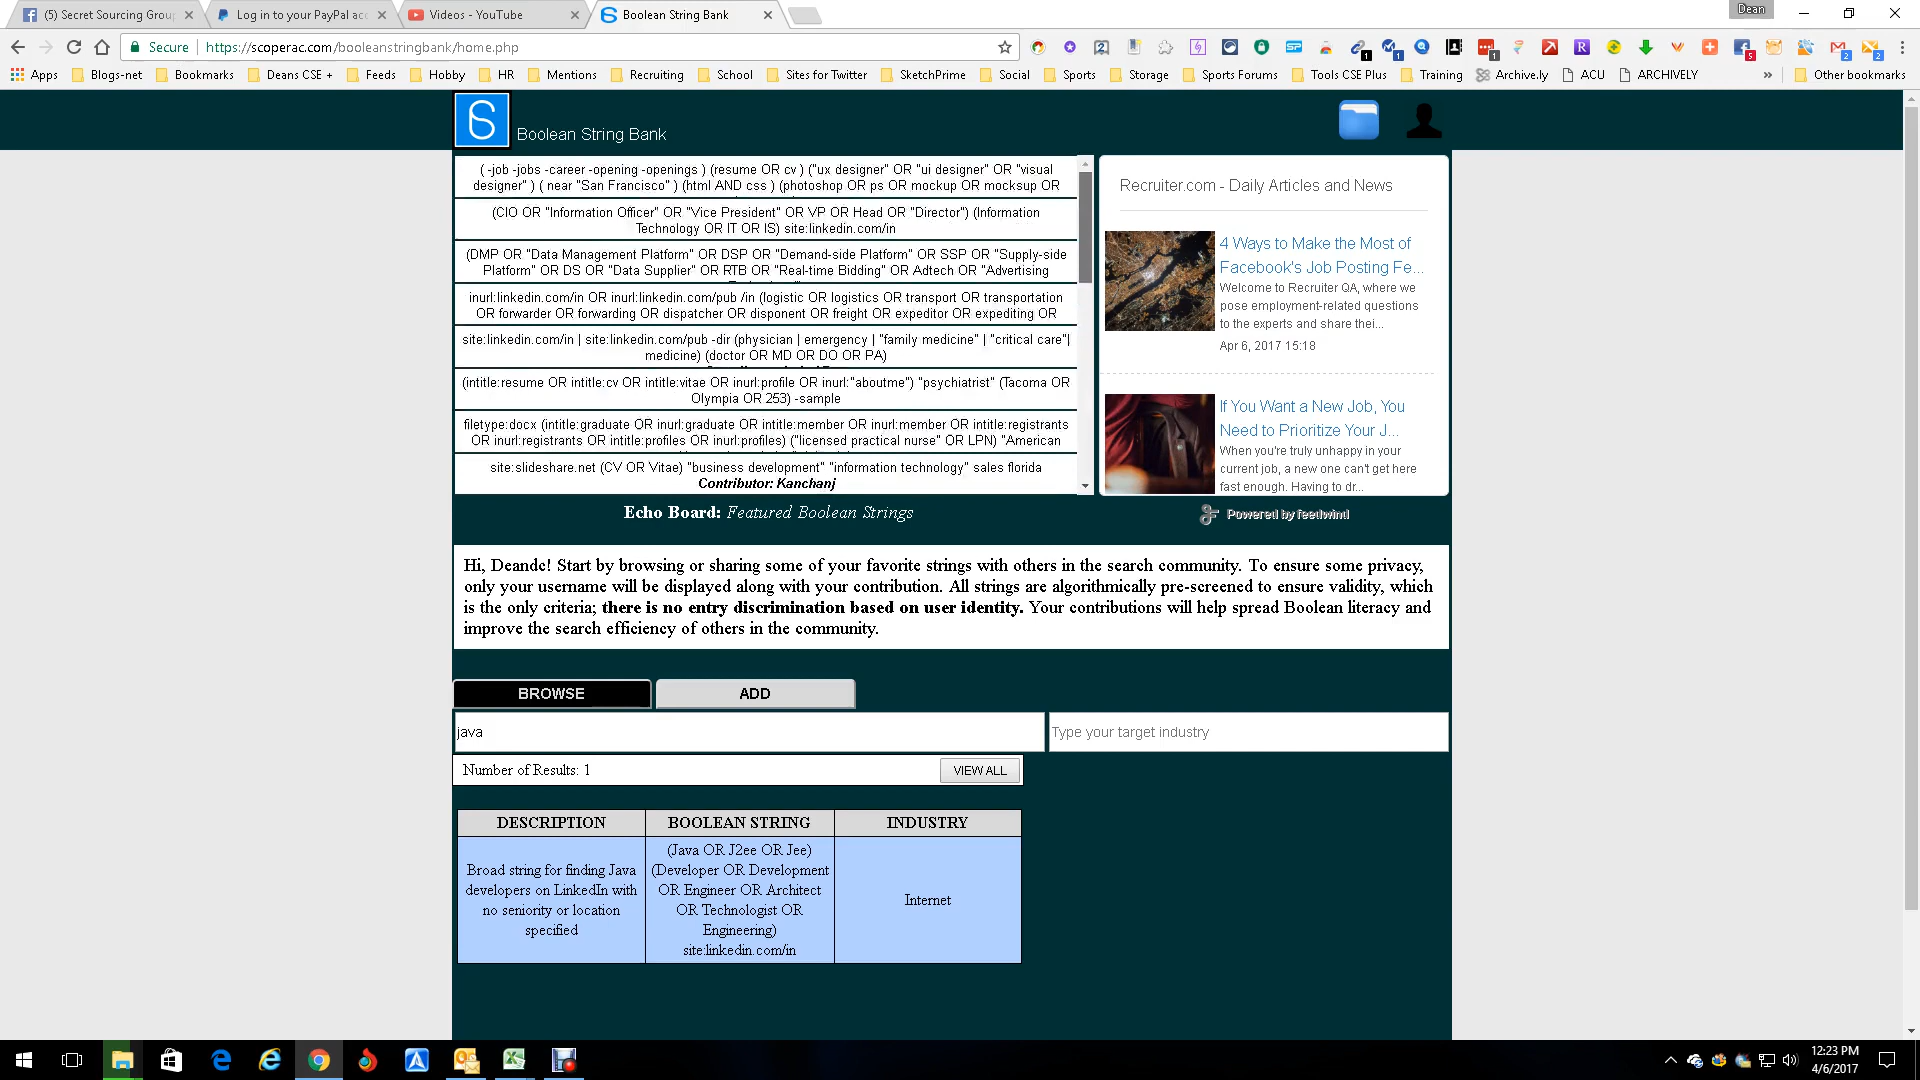 (5) Secret Sourcing Group
Log in to your PayPal acc
Videos - YouTube
Boolean String Bank
Dean
Secure
https://scoperac.com/booleanstringbank/home.php
Apps
Blogs-net
Bookmarks
Deans CSE +
Feeds
Hobby
HR
Mentions
Recruiting
School
Sites for Twitter
SketchPrime
Social
Sports
Storage
Sports Forums
Tools CSE Plus
Training
Archive.ly
ACU
ARCHIVELY
»
Other bookmarks
Boolean String Bank
( -job -jobs -career -opening -openings ) (resume OR cv ) ("ux designer" OR "ui designer" OR "visual
designer" ) ( near "San Francisco" ) (html AND css ) (photoshop OR ps OR mockup OR mocksup OR
(CIO OR "Information Officer" OR "Vice President" OR VP OR Head OR "Director") (Information
Technology OR IT OR IS) site:linkedin.com/in
(DMP OR "Data Management Platform" OR DSP OR "Demand-side Platform" OR SSP OR "Supply-side
Platform" OR DS OR "Data Supplier" OR RTB OR "Real-time Bidding" OR Adtech OR "Advertising
inurl:linkedin.com/in OR inurl:linkedin.com/pub /in (logistic OR logistics OR transport OR transportation
OR forwarder OR forwarding OR dispatcher OR disponent OR freight OR expeditor OR expediting OR
site:linkedin.com/in | site:linkedin.com/pub -dir (physician | emergency | "family medicine" | "critical care"|
medicine) (doctor OR MD OR DO OR PA)
(intitle:resume OR intitle:cv OR intitle:vitae OR inurl:profile OR inurl:"aboutme") "psychiatrist" (Tacoma OR
Olympia OR 253) -sample
filetype:docx (intitle:graduate OR inurl:graduate OR intitle:member OR inurl:member OR intitle:registrants
OR inurl:registrants OR intitle:profiles OR inurl:profiles) ("licensed practical nurse" OR LPN) "American
site:slideshare.net (CV OR Vitae) "business development" "information technology" sales florida
Contributor: Kanchanj
Echo Board: Featured Boolean Strings
Recruiter.com - Daily Articles and News
4 Ways to Make the Most of
Facebook's Job Posting Fe...
Welcome to Recruiter QA, where we
pose employment-related questions
to the experts and share thei...
Apr 6, 2017 15:18
If You Want a New Job, You
Need to Prioritize Your J...
When you're truly unhappy in your
current job, a new one can't get here
fast enough. Having to dr...
Powered by feedwind
Hi, Deandc! Start by browsing or sharing some of your favorite strings with others in the search community. To ensure some privacy,
only your username will be displayed along with your contribution. All strings are algorithmically pre-screened to ensure validity, which
is the only criteria; there is no entry discrimination based on user identity. Your contributions will help spread Boolean literacy and
improve the search efficiency of others in the community.
BROWSE
ADD
java
Type your target industry
Number of Results: 1
VIEW ALL
DESCRIPTION
BOOLEAN STRING
INDUSTRY
Broad string for finding Java
developers on LinkedIn with
no seniority or location
specified
(Java OR J2ee OR Jee)
(Developer OR Development
OR Engineer OR Architect
OR Technologist OR
Engineering)
site:linkedin.com/in
Internet
12:23 PM
4/6/2017